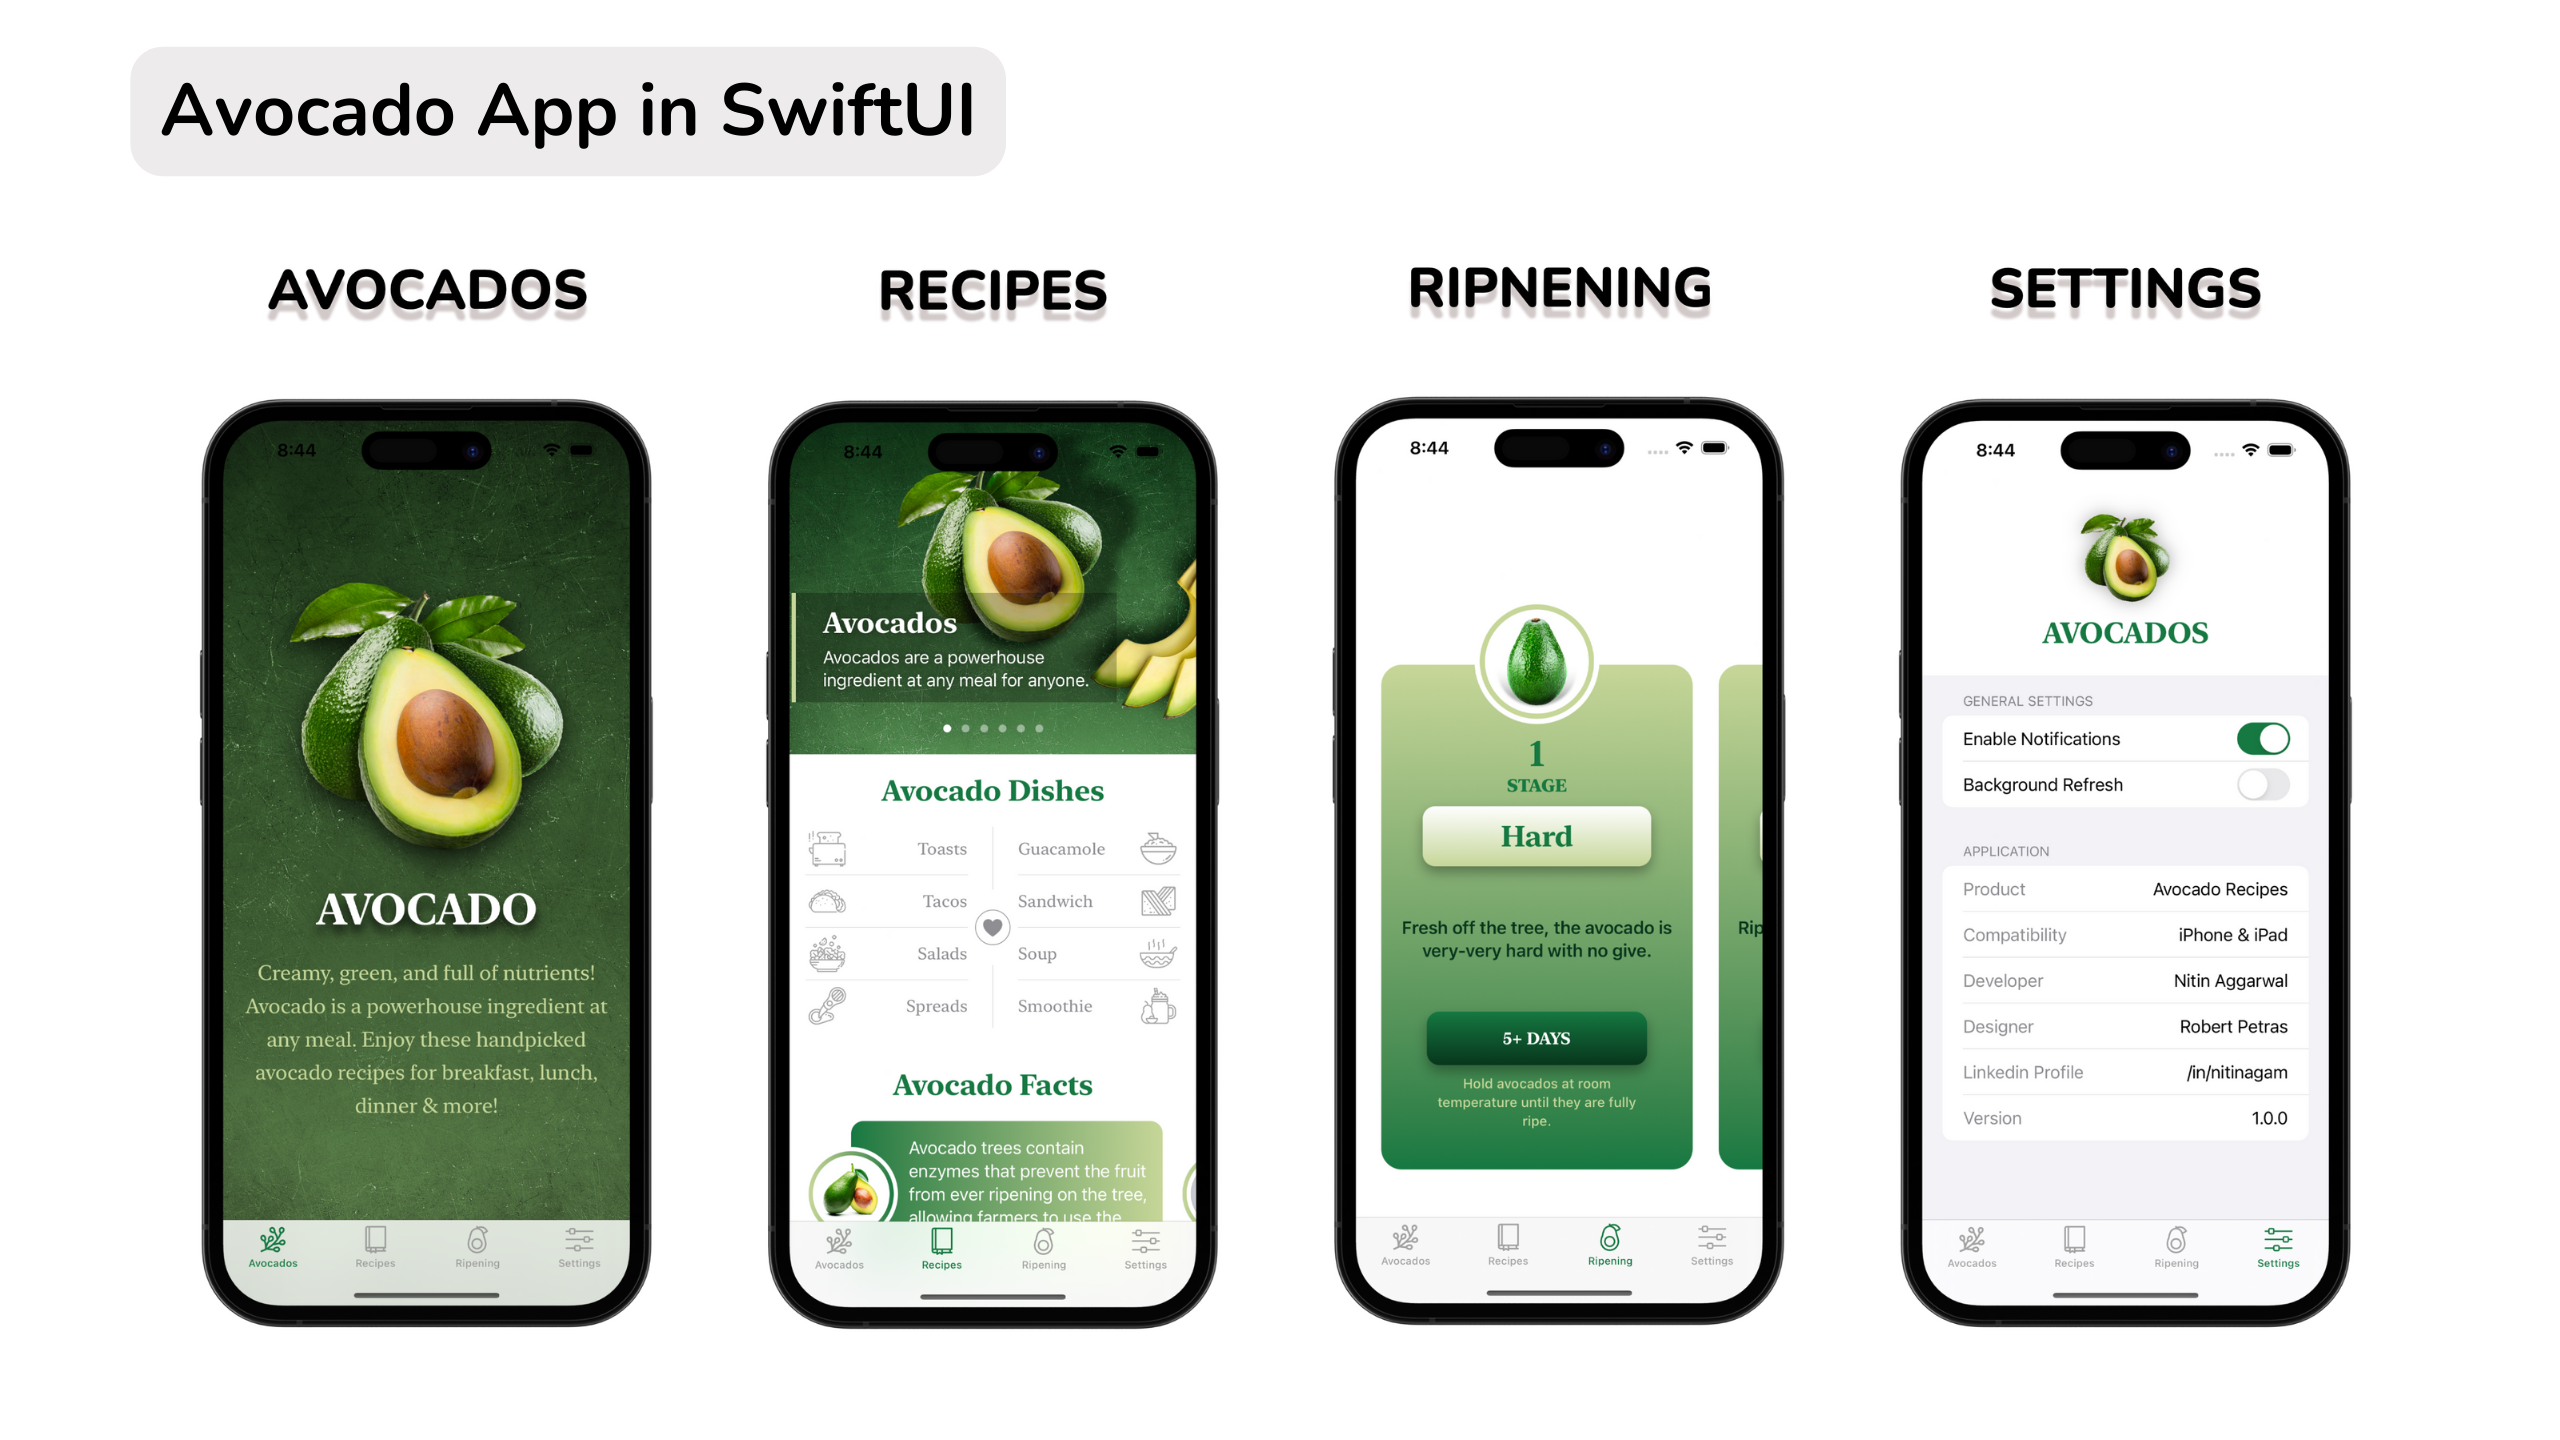 Avocado App in SwiftUI
AVOCADOS
RECIPES
RIPNENING
SETTINGS
8:44
AVOCADO
Creamy, green, and full of nutrients!
Avocado is a powerhouse ingredient at
any meal. Enjoy these handpicked
avocado recipes for breakfast, lunch,
dinner & more!
Avocados
Recipes
Ripening
Settings
8:44
Avocados
Avocados are a powerhouse
ingredient at any meal for anyone.
Avocado Dishes
Toasts
Guacamole
Tacos
Sandwich
Salads
Soup
Spreads
Smoothie
Avocado Facts
Avocado trees contain
enzymes that prevent the fruit
from ever ripening on the tree,
allowing farmers to use the
Avocados
Recipes
Ripening
Settings
8:44
1
STAGE
Hard
Fresh off the tree, the avocado is
very-very hard with no give.
Rip
5+ DAYS
Hold avocados at room
temperature until they are fully
ripe.
Avocados
Recipes
Ripening
Settings
8:44
AVOCADOS
GENERAL SETTINGS
Enable Notifications
Background Refresh
APPLICATION
Product Avocado Recipes
Compatibility iPhone & iPad
Developer Nitin Aggarwal
Designer Robert Petras
Linkedin Profile /in/nitinagam
Version 1.0.0
Avocados
Recipes
Ripening
Settings